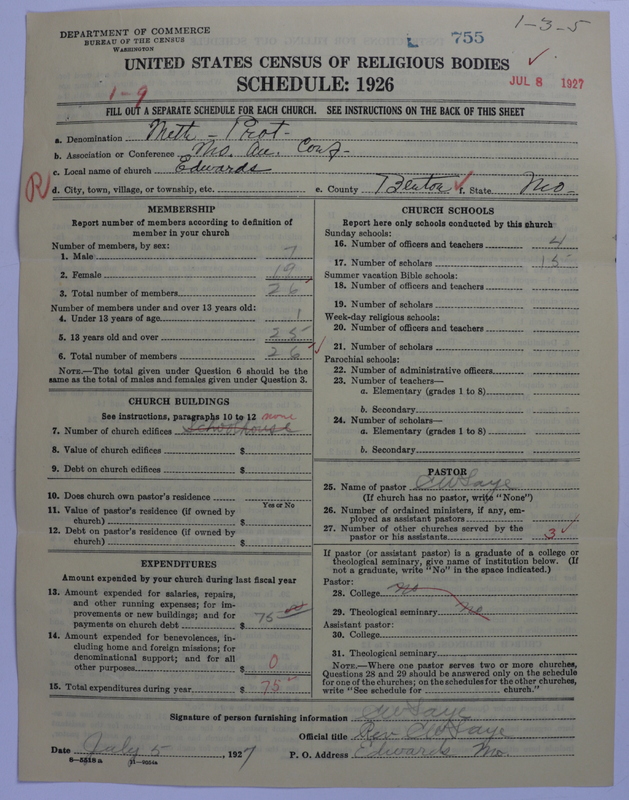 1-3-5
DEPARTMENT OF COMMERCE
BUREAU OF THE CENSUS
WASHINGTON
L 755
UNITED STATES CENSUS OF RELIGIOUS BODIES
SCHEDULE: 1926
JUL 8 1927
1-9
FILL OUT A SEPARATE SCHEDULE FOR EACH CHURCH. SEE INSTRUCTIONS ON THE BACK OF THIS SHEET
a. Denomination Meth - Prot-
b. Association or Conference Mo. An. Conf-
c. Local name of church Edwards
R
d. City, town, village, or township, etc. e. County Benton f. State Mo
MEMBERSHIP
Report number of members according to definition of
member in your church
Number of members, by sex:
1. Male 7
2. Female 19
3. Total number of members 26
Number of members under and over 13 years old:
4. Under 13 years of age 1
5. 13 years old and over 25
6. Total number of members 26
NOTE.—The total given under Question 6 should be the
same as the total of males and females given under Question 3.
CHURCH BUILDINGS
See instructions, paragraphs 10 to 12 none
7. Number of church edifices Schoolhouse
8. Value of church edifices $
9. Debt on church edifices $
10. Does church own pastor's residence
Yes or No
11. Value of pastor's residence (if owned by
church) $
12. Debt on pastor's residence (if owned by
church) $
EXPENDITURES
Amount expended by your church during last fiscal year
13. Amount expended for salaries, repairs,
and other running expenses; for im-
provements or new buildings; and for
payments on church debt $ 75 00
14. Amount expended for benevolences, in-
cluding home and foreign missions; for
denominational support; and for all
other purposes $ 0
15. Total expenditures during year $ 75
CHURCH SCHOOLS
Report here only schools conducted by this church
Sunday schools:
16. Number of officers and teachers 4
17. Number of scholars 15
Summer vacation Bible schools:
18. Number of officers and teachers
19. Number of scholars
Week-day religious schools:
20. Number of officers and teachers
21. Number of scholars
Parochial schools:
22. Number of administrative officers
23. Number of teachers—
a. Elementary (grades 1 to 8)
b. Secondary
24. Number of scholars—
a. Elementary (grades 1 to 8)
b. Secondary
PASTOR
25. Name of pastor CW Gaye
(If church has no pastor, write "None")
26. Number of ordained ministers, if any, em-
ployed as assistant pastors
27. Number of other churches served by the
pastor or his assistants 3
If pastor (or assistant pastor) is a graduate of a college or
theological seminary, give name of institution below. (If
not a graduate, write "No" in the space indicated.)
Pastor:
28. College No
29. Theological seminary No
Assistant pastor:
30. College
31. Theological seminary
NOTE.—Where one pastor serves two or more churches,
Questions 28 and 29 should be answered only on the schedule
for one of the churches; on the schedules for the other churches,
write "See schedule for church."
Signature of person furnishing information CW Gaye
Official title Rev. CW Gaye
Date July 5, 1927 P. O. Address Edwards Mo.
8-5518 a 11-9054a